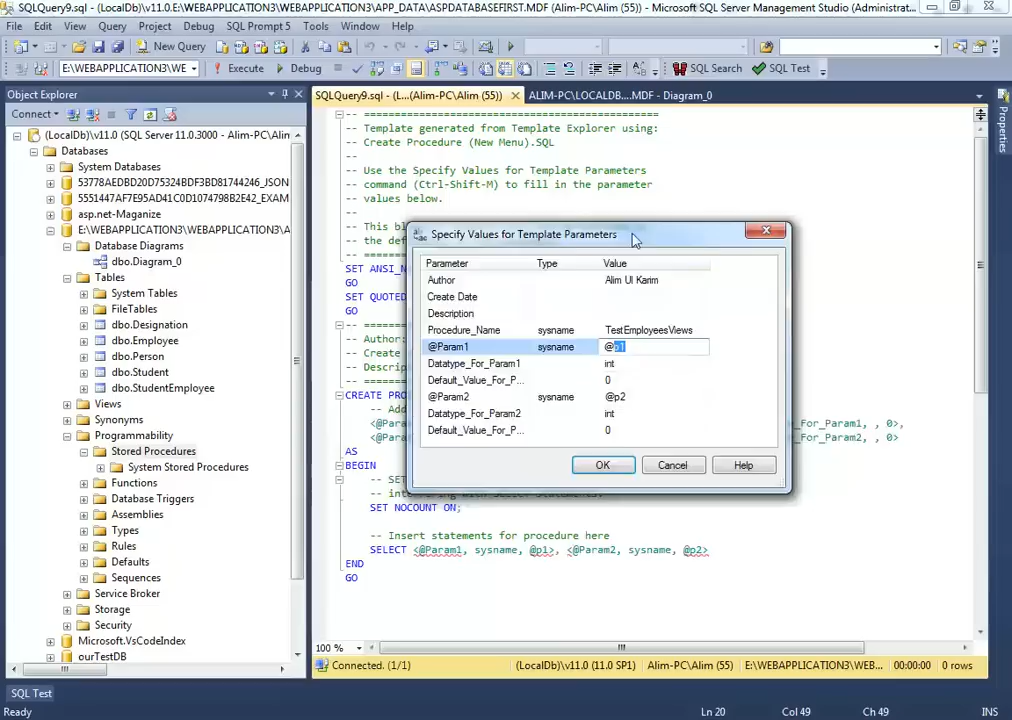 SQLQuery9.sql - (LocalDb)\v11.0.E:\WEBAPPLICATION3\WEBAPPLICATION3\APP_DATA\ASPDATABASEFIRST.MDF (Alim-PC\Alim (55)) - Microsoft SQL Server Management Studio (Administrat...
File Edit View Query Project Debug SQL Prompt 5 Tools Window Help
New Query
E:\WEBAPPLICATION3\WE Execute Debug SQL Search SQL Test
Object Explorer
Connect
(LocalDb)\v11.0 (SQL Server 11.0.3000 - Alim-PC\Alim
Databases
System Databases
53778AEDBD20D75324BDF3BD81744246_JSON
5551447AF7E95AD41C0D1074798B2E42_EXAM
asp.net-Maganize
E:\WEBAPPLICATION3\WEBAPPLICATION3\A
Database Diagrams
dbo.Diagram_0
Tables
System Tables
FileTables
dbo.Designation
dbo.Employee
dbo.Person
dbo.Student
dbo.StudentEmployee
Views
Synonyms
Programmability
Stored Procedures
System Stored Procedures
Functions
Database Triggers
Assemblies
Types
Rules
Defaults
Sequences
Service Broker
Storage
Security
Microsoft.VsCodeIndex
ourTestDB
SQLQuery9.sql - (L...(Alim-PC\Alim (55)) ALIM-PC\LOCALDB....MDF - Diagram_0
Properties
-- ================================================
-- Template generated from Template Explorer using:
-- Create Procedure (New Menu).SQL
--
-- Use the Specify Values for Template Parameters
-- command (Ctrl-Shift-M) to fill in the parameter
-- values below.
--
-- This bl
-- the def
-- =======
SET ANSI_N
GO
SET QUOTED
GO
-- =======
-- Author:
-- Create
-- Descrip
-- =======
CREATE PRO
-- Add
<@Para _For_Param1, , 0>,
<@Para _For_Param2, , 0>
AS
BEGIN
-- SET
-- interfering with SELECT statements.
SET NOCOUNT ON;
-- Insert statements for procedure here
SELECT <@Param1, sysname, @p1>, <@Param2, sysname, @p2>
END
GO
Specify Values for Template Parameters
Parameter Type Value
Author Alim Ul Karim
Create Date
Description
Procedure_Name sysname TestEmployeesViews
@Param1 sysname @p1
Datatype_For_Param1 int
Default_Value_For_P... 0
@Param2 sysname @p2
Datatype_For_Param2 int
Default_Value_For_P... 0
OK Cancel Help
100 %
Connected. (1/1) (LocalDb)\v11.0 (11.0 SP1) Alim-PC\Alim (55) E:\WEBAPPLICATION3\WEB... 00:00:00 0 rows
SQL Test
Ready Ln 20 Col 49 Ch 49 INS